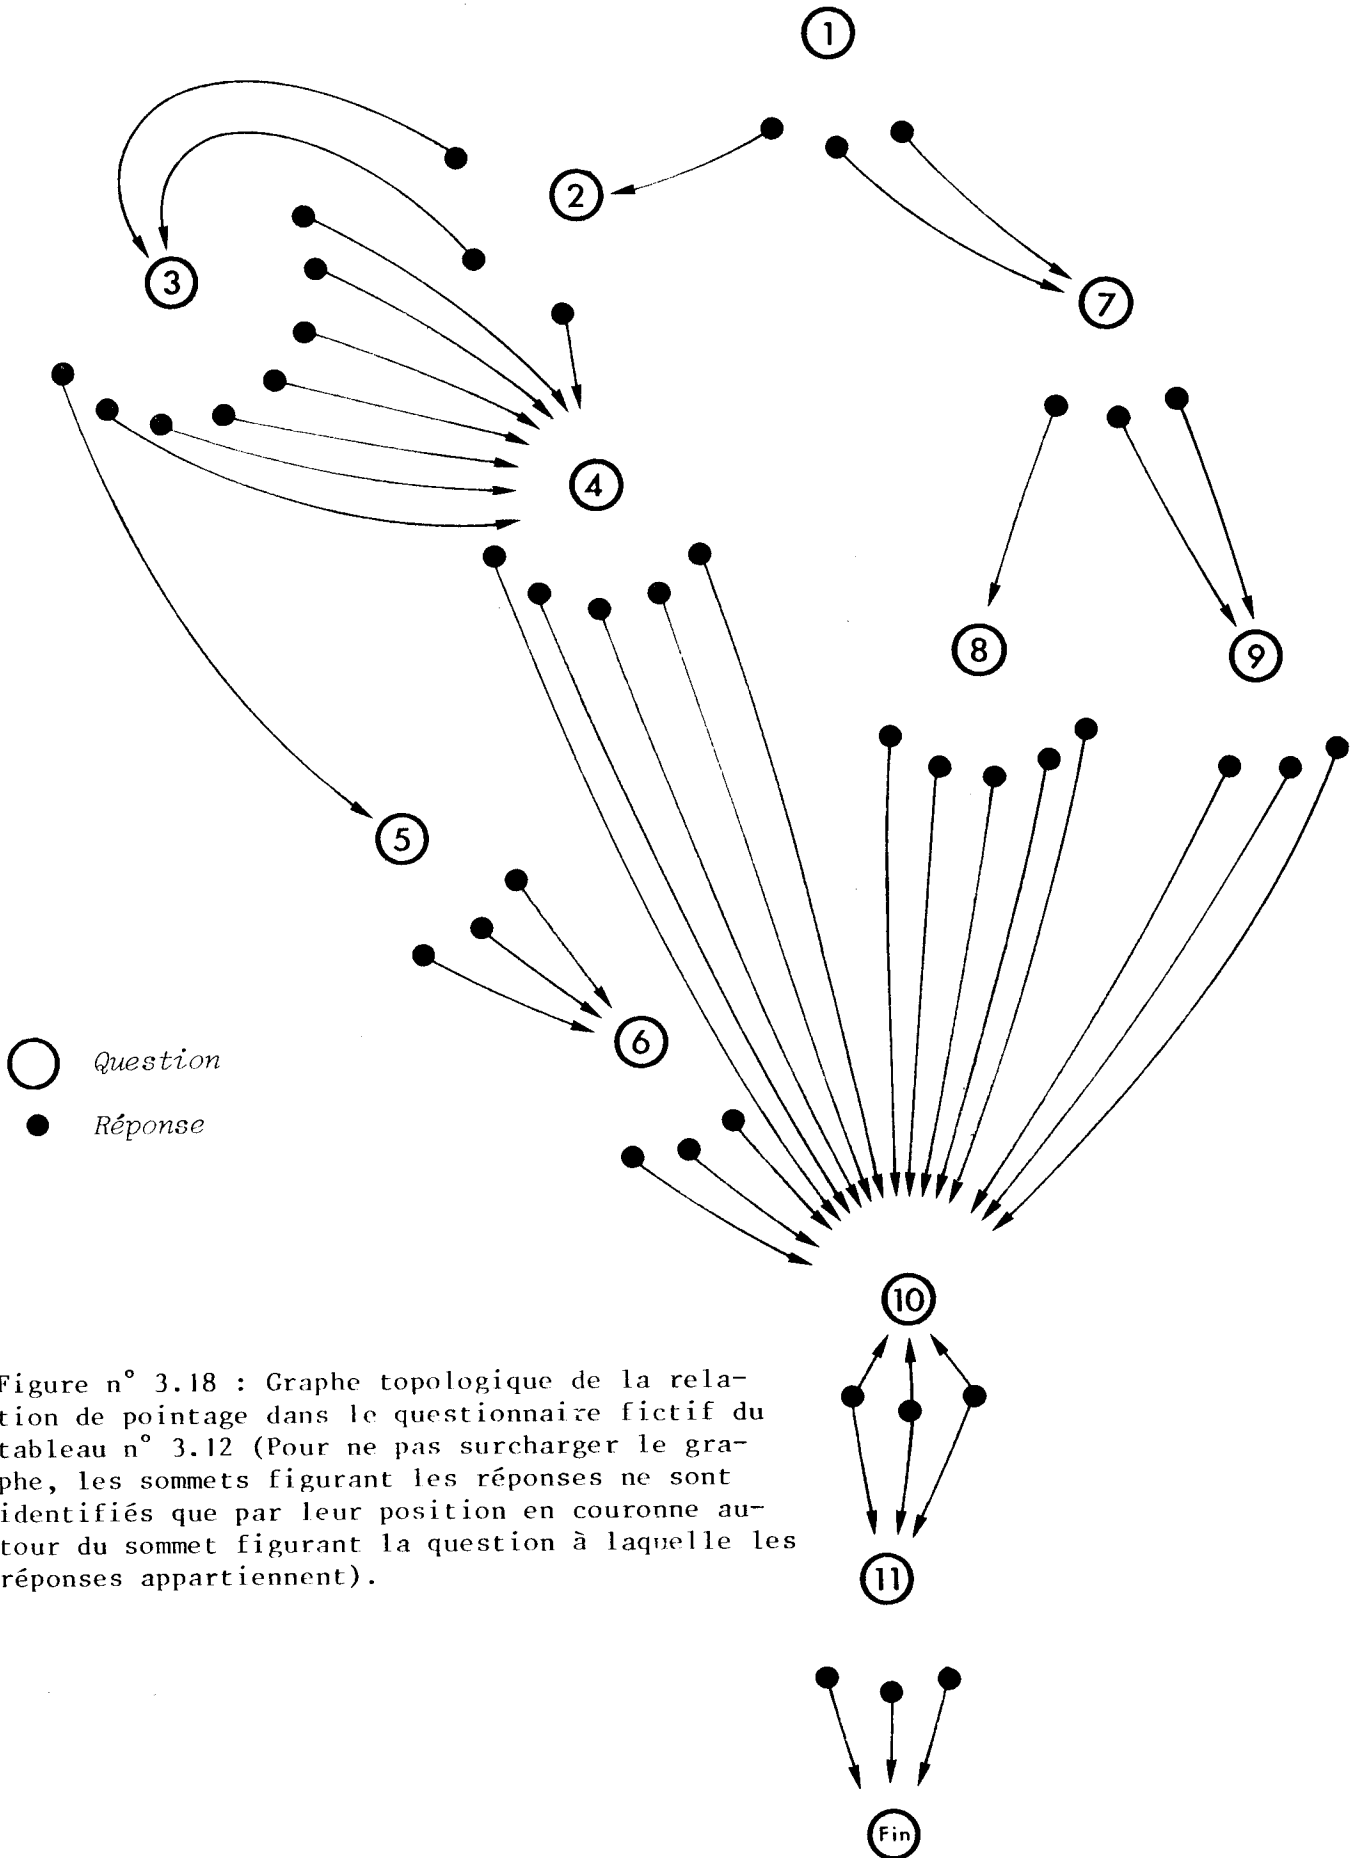 1
2
3
7
4
8
9
5
6
Question
Réponse
10
Figure n° 3.18 : Graphe topologique de la rela-
tion de pointage dans le questionnaire fictif du
tableau n° 3.12 (Pour ne pas surcharger le gra-
phe, les sommets figurant les réponses ne sont
identifiés que par leur position en couronne au-
tour du sommet figurant la question à laquelle les
réponses appartiennent).
11
Fin